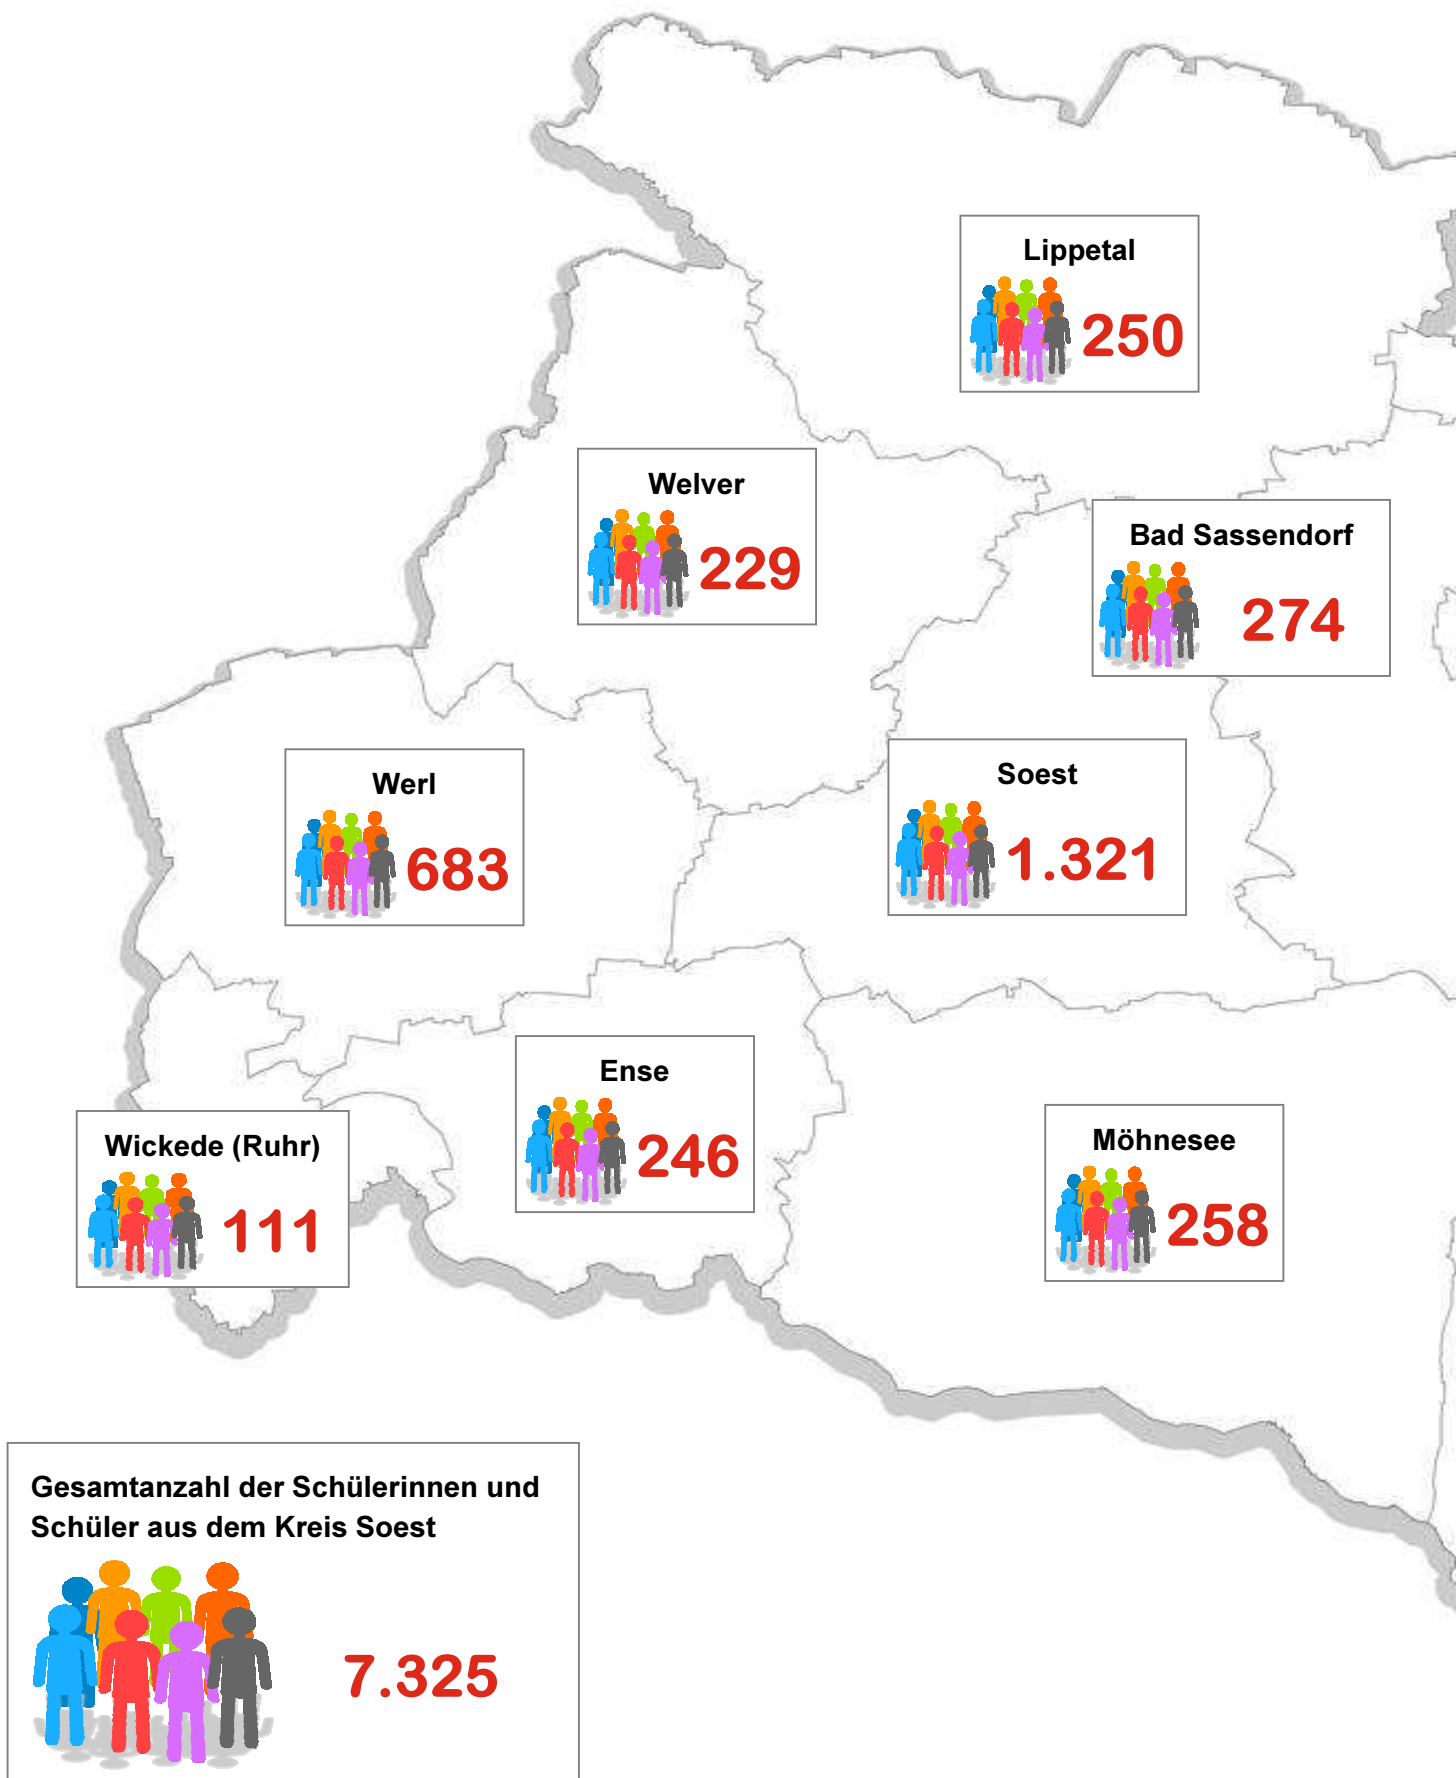 Lippetal
250
Welver
229
Bad Sassendorf
274
Werl
683
Soest
1.321
Ense
246
Wickede (Ruhr)
111
Möhnesee
258
Gesamtanzahl der Schülerinnen und
Schüler aus dem Kreis Soest
7.325